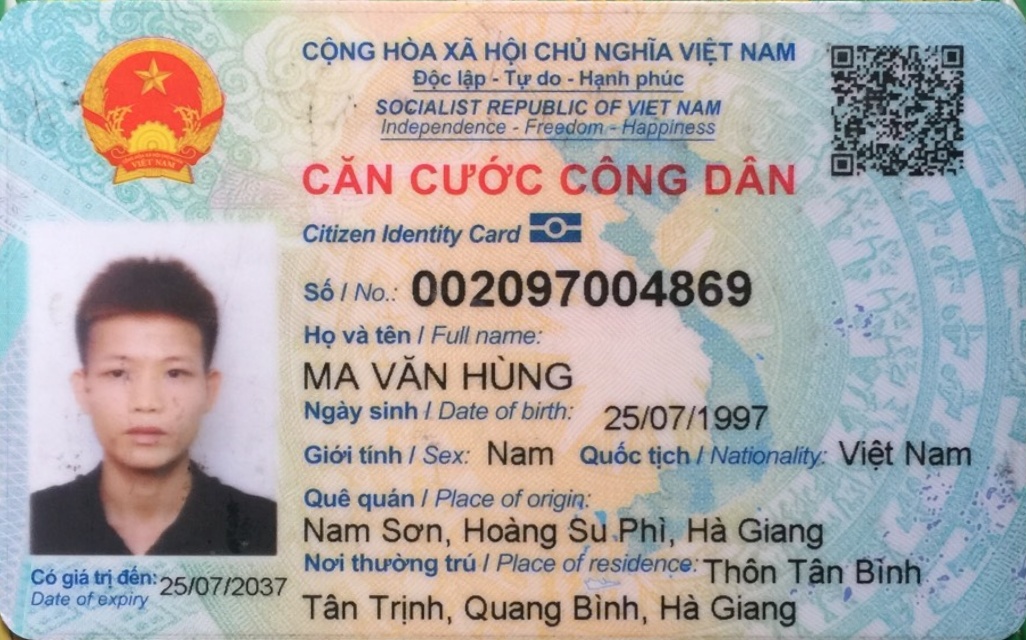 CỘNG HÒA XÃ HỘI CHỦ NGHĨA VIỆT NAM
Độc lập - Tự do - Hạnh phúc
SOCIALIST REPUBLIC OF VIET NAM
Independence - Freedom - Happiness
CĂN CƯỚC CÔNG DÂN
Citizen Identity Card
Số / No.: 002097004869
Họ và tên / Full name:
MA VĂN HÙNG
Ngày sinh / Date of birth: 25/07/1997
Giới tính / Sex: Nam Quốc tịch / Nationality: Việt Nam
Quê quán / Place of origin:
Nam Sơn, Hoàng Su Phì, Hà Giang
Nơi thường trú / Place of residence: Thôn Tân Bình
Tân Trịnh, Quang Bình, Hà Giang
Có giá trị đến: 25/07/2037
Date of expiry
VIỆT NAM